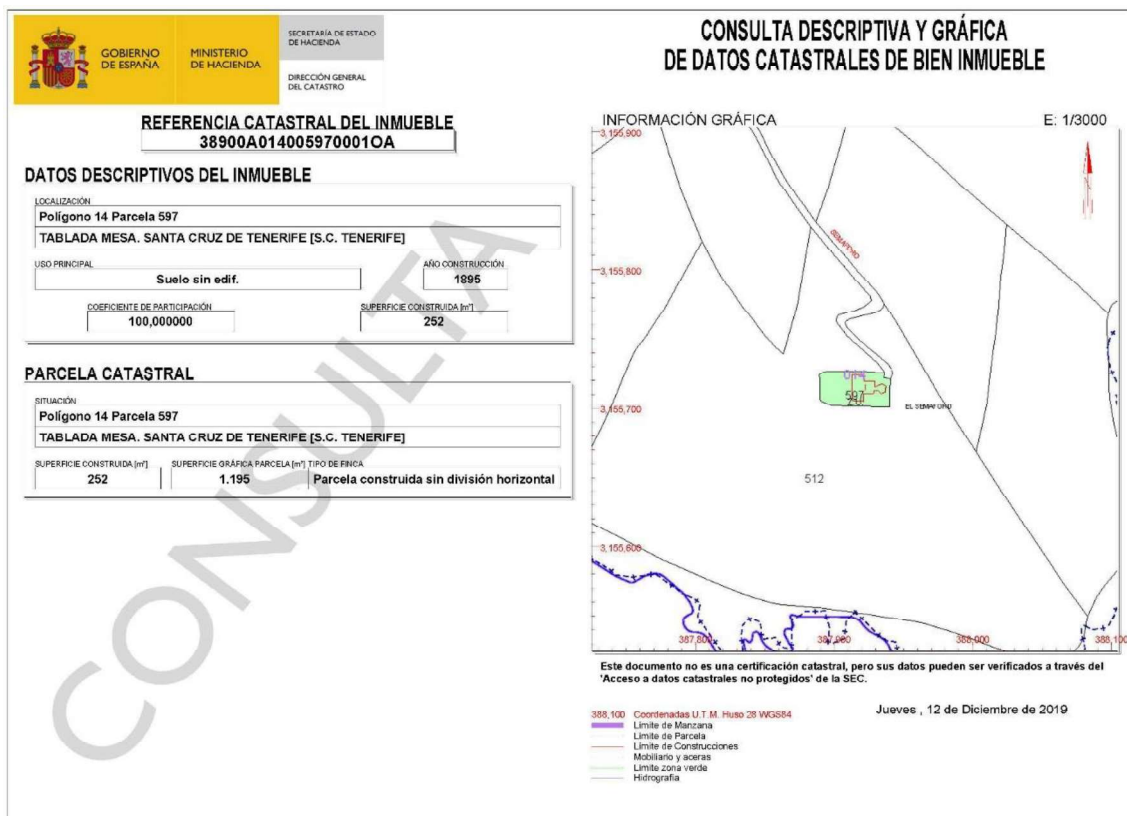 GOBIERNO
DE ESPAÑA
MINISTERIO
DE HACIENDA
SECRETARÍA DE ESTADO
DE HACIENDA
DIRECCIÓN GENERAL
DEL CATASTRO
REFERENCIA CATASTRAL DEL INMUEBLE
38900A014005970001OA
DATOS DESCRIPTIVOS DEL INMUEBLE
LOCALIZACIÓN
Polígono 14 Parcela 597
TABLADA MESA. SANTA CRUZ DE TENERIFE [S.C. TENERIFE]
USO PRINCIPAL
Suelo sin edif.
AÑO CONSTRUCCIÓN
1895
COEFICIENTE DE PARTICIPACIÓN
100,000000
SUPERFICIE CONSTRUIDA [m²]
252
PARCELA CATASTRAL
SITUACIÓN
Polígono 14 Parcela 597
TABLADA MESA. SANTA CRUZ DE TENERIFE [S.C. TENERIFE]
SUPERFICIE CONSTRUIDA [m²]
252
SUPERFICIE GRÁFICA PARCELA [m²]
1.195
TIPO DE FINCA
Parcela construida sin división horizontal
CONSULTA
CONSULTA DESCRIPTIVA Y GRÁFICA
DE DATOS CATASTRALES DE BIEN INMUEBLE
INFORMACIÓN GRÁFICA E: 1/3000
3,155,900
SEMAFORO
3,155,800
597
3,155,700
EL SEMAFORO
512
3,155,600
387,800 387,900 388,000 388,100
Este documento no es una certificación catastral, pero sus datos pueden ser verificados a través del
'Acceso a datos catastrales no protegidos' de la SEC.
Jueves , 12 de Diciembre de 2019
388,100 Coordenadas U.T.M. Huso 28 WGS84
Límite de Manzana
Límite de Parcela
Límite de Construcciones
Mobiliario y aceras
Límite zona verde
Hidrografía